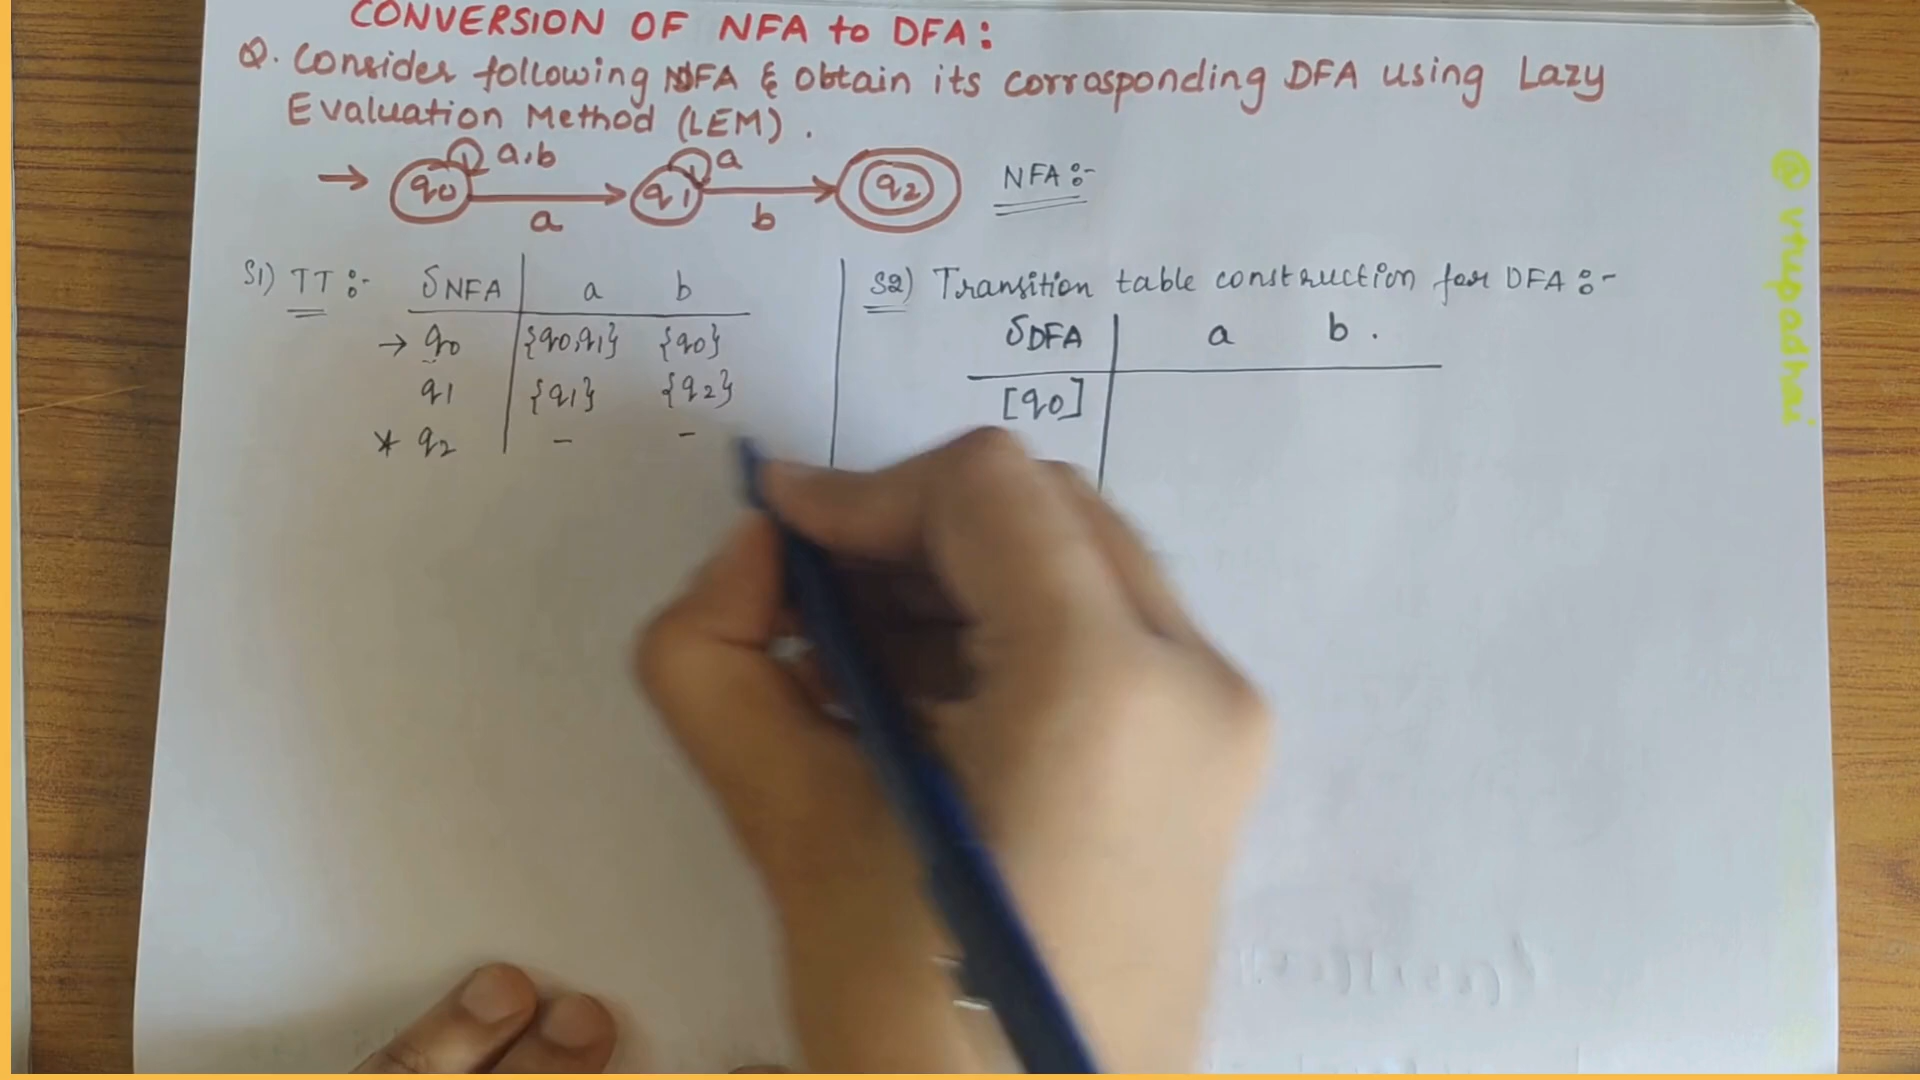 CONVERSION OF NFA to DFA:
Q. Consider following NFA & obtain its corrosponding DFA using Lazy
Evaluation Method (LEM).
a,b
a
q0
q1
q2
NFA :-
a
b
S1) TT :-
δNFA a b
→ q0 {q0,q1} {q0}
q1 {q1} {q2}
* q2 - -
S2) Transition table construction for DFA :-
δDFA a b .
[q0]
@vtupadhai